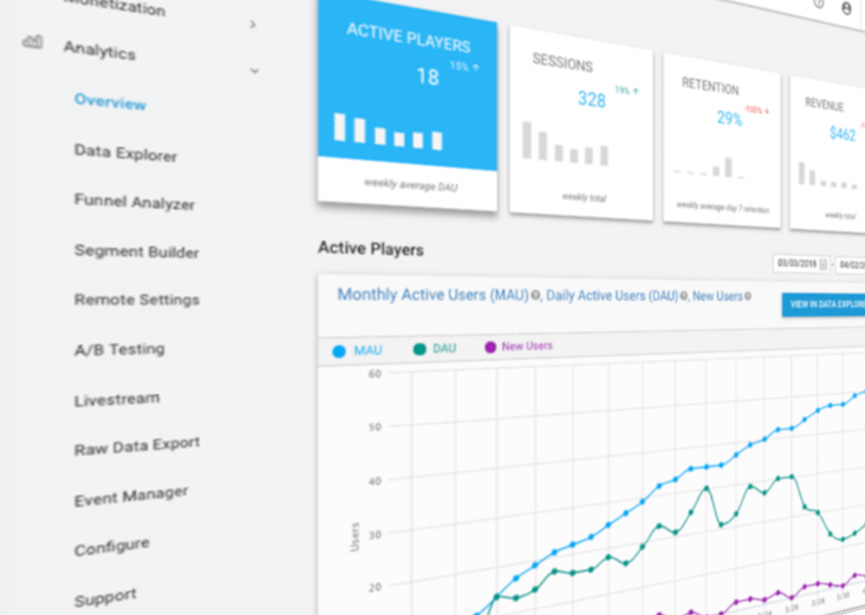 Monetization
Analytics
Overview
Data Explorer
Funnel Analyzer
Segment Builder
Remote Settings
A/B Testing
Livestream
Raw Data Export
Event Manager
Configure
Support
ACTIVE PLAYERS
18
15% ↑
weekly average DAU
SESSIONS
328
19% ↑
weekly total
RETENTION
29%
-100% ↓
weekly average day 7 retention
REVENUE
$462
weekly total
Active Players
03/03/2018 -
Monthly Active Users (MAU), Daily Active Users (DAU), New Users
VIEW IN DATA EXPLORE
MAU DAU New Users
60
50
40
30
20
Users